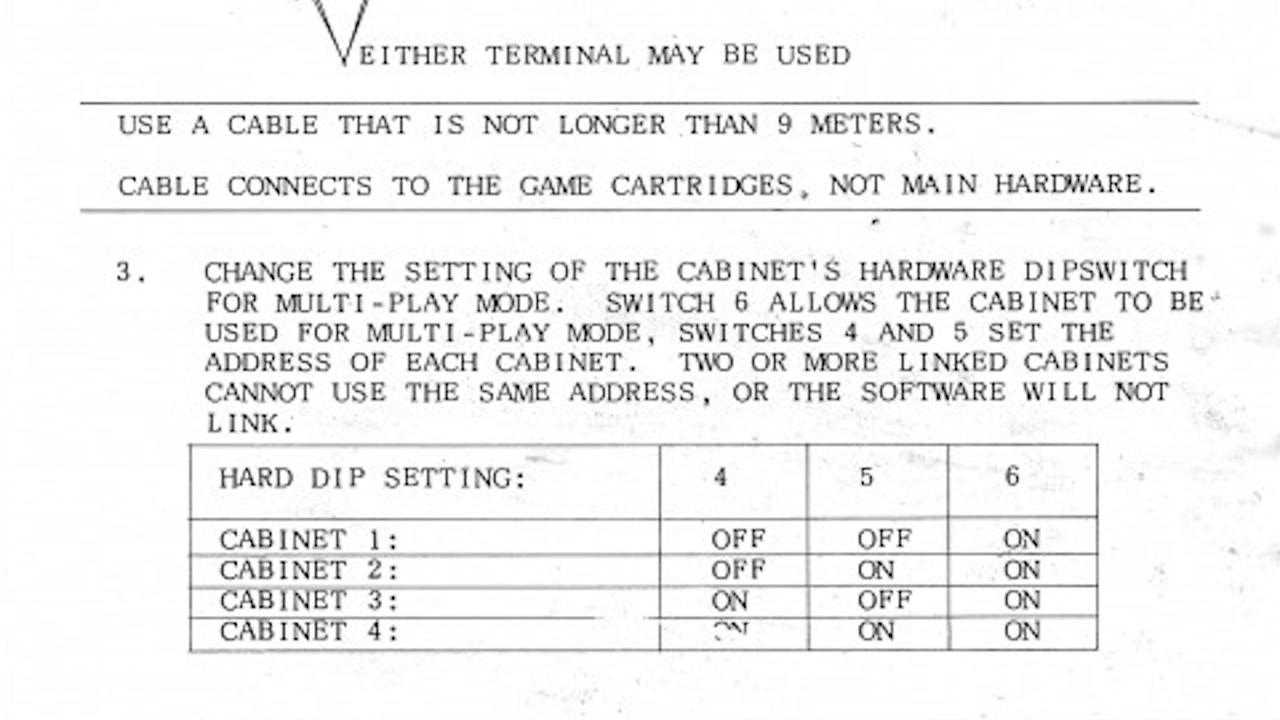 EITHER TERMINAL MAY BE USED
USE A CABLE THAT IS NOT LONGER THAN 9 METERS.
CABLE CONNECTS TO THE GAME CARTRIDGES, NOT MAIN HARDWARE.
3. CHANGE THE SETTING OF THE CABINET'S HARDWARE DIPSWITCH
FOR MULTI-PLAY MODE. SWITCH 6 ALLOWS THE CABINET TO BE
USED FOR MULTI-PLAY MODE, SWITCHES 4 AND 5 SET THE
ADDRESS OF EACH CABINET. TWO OR MORE LINKED CABINETS
CANNOT USE THE SAME ADDRESS, OR THE SOFTWARE WILL NOT
LINK.
HARD DIP SETTING: 4 5 6
CABINET 1: OFF OFF ON
CABINET 2: OFF ON ON
CABINET 3: ON OFF ON
CABINET 4: ON ON ON